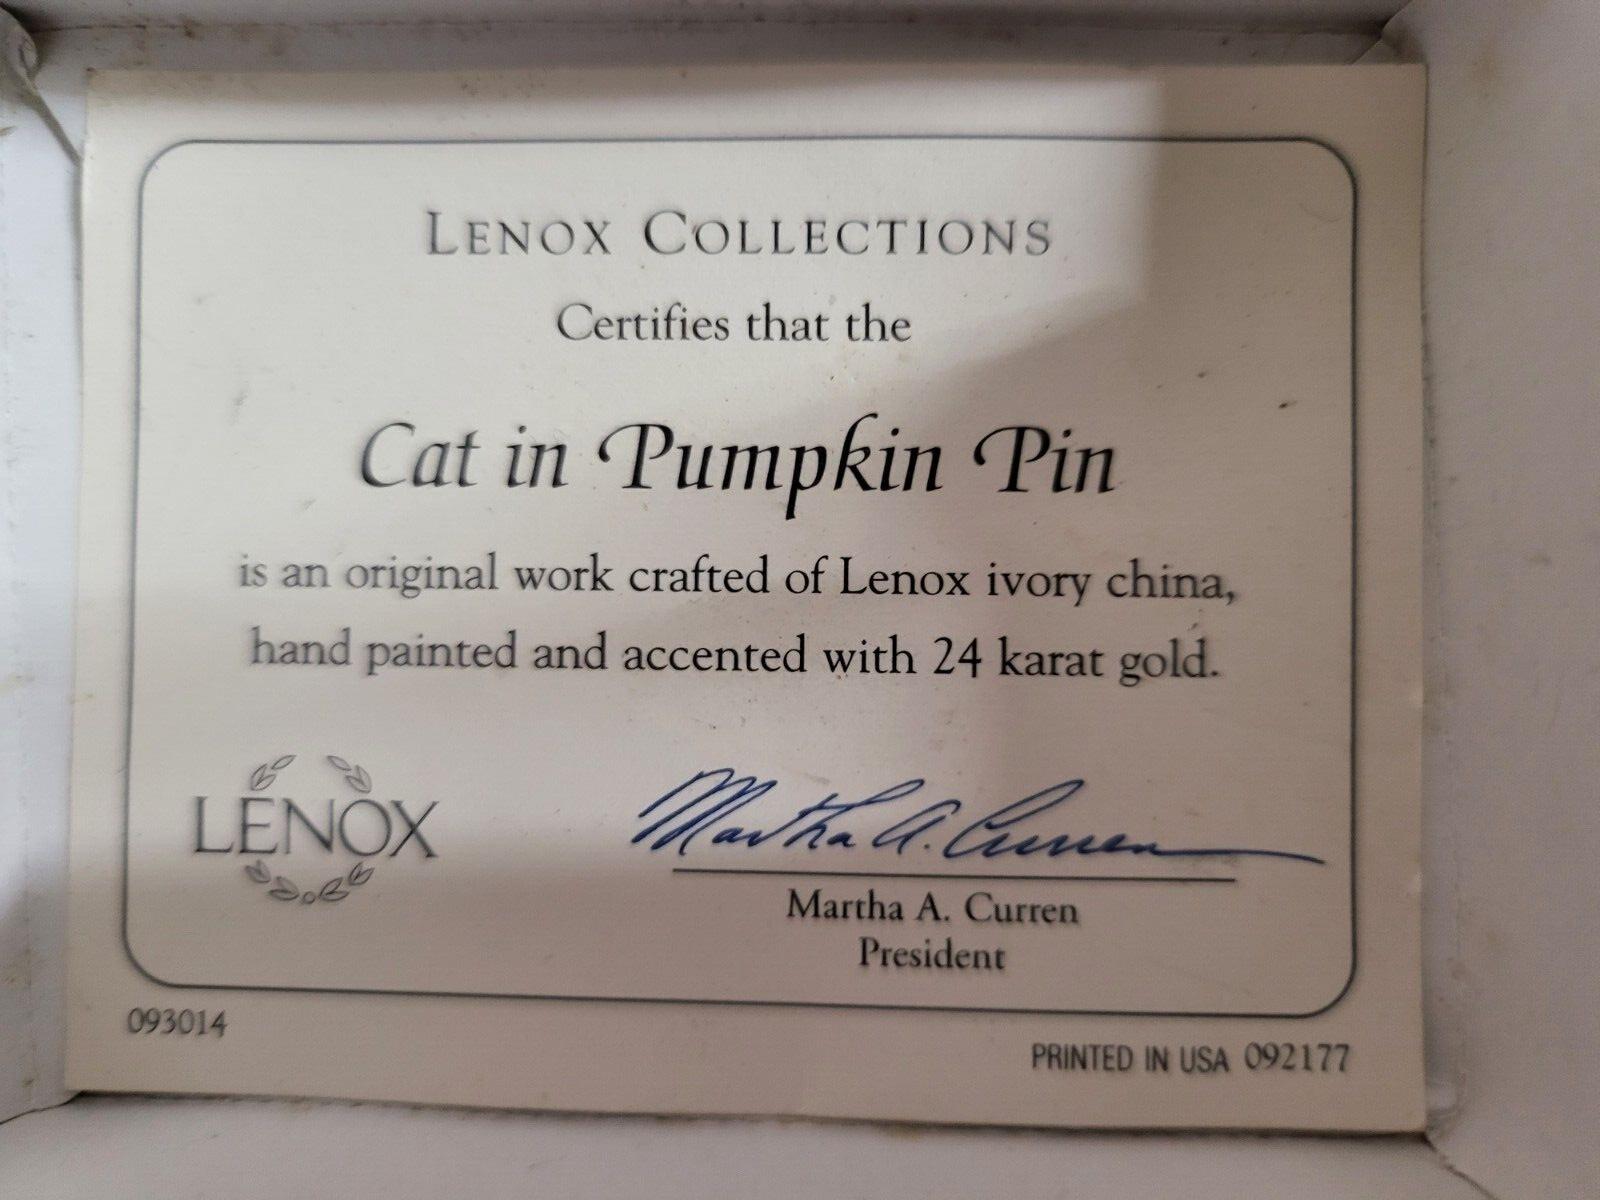 LENOX COLLECTIONS
Certifies that the
Cat in Pumpkin Pin
is an original work crafted of Lenox ivory china,
hand painted and accented with 24 karat gold.
LENOX
Martha A. Curren
Martha A. Curren
President
093014
PRINTED IN USA 092177